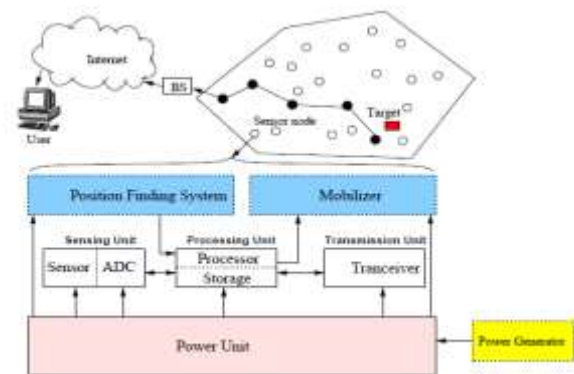 Internet
BS
User
Sensor node
Target
Position Finding System
Mobilizer
Sensing Unit
Processing Unit
Transmission Unit
Sensor
ADC
Processor
Storage
Tranceiver
Power Unit
Power Generator